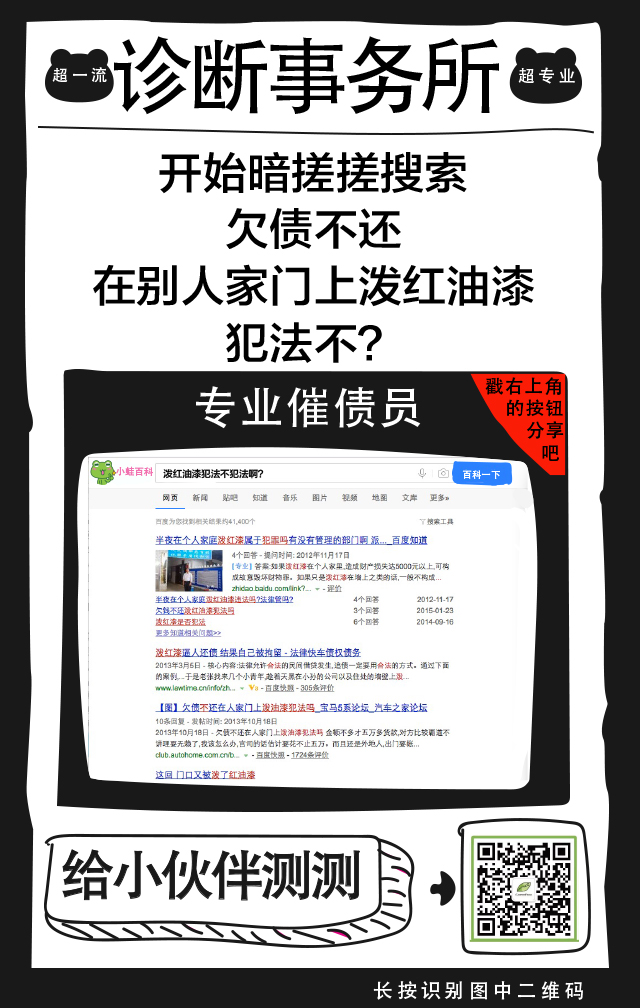 超一流
诊断事务所
超专业
开始暗搓搓搜索
欠债不还
在别人家门上泼红油漆
犯法不?
专业催债员
戳右上角
的按钮
分享
吧
小蛙百科
泼红油漆犯法不犯法啊?
百科一下
网页 新闻 贴吧 知道 音乐 图片 视频 地图 文库 更多»
百度为您找到相关结果约41,400个
搜索工具
半夜在个人家庭泼红漆属于犯罪吗有没有管理的部门啊 派..._百度知道
4个回答 - 提问时间: 2012年11月17日
[专业] 答案:如果泼红漆在个人家里,造成财产损失达5000元以上,可构
成故意毁坏财物罪。如果只是泼红漆在墙上之类的话,一般不构成...
zhidao.baidu.com/link?... - 评价
半夜在个人家庭泼红油漆违法吗?法律管吗? 4个回答 2012-11-17
欠钱不还泼红油漆犯法吗 3个回答 2015-01-23
泼红漆是否犯法 6个回答 2014-09-16
更多知道相关问题>>
泼红漆逼人还债 结果自己被拘留 - 法律快车债权债务
2013年3月5日 - 核心内容:法律允许合法的民间借贷发生,追债一定要用合法的方式。通过下面
的案例,...于是老张找来几个小青年,趁着天黑在小孙的公司以及住处的墙壁上泼...
www.lawtime.cn/info/zh... - 百度快照 - 305条评价
【图】欠债不还在人家门上泼油漆犯法吗_宝马5系论坛_汽车之家论坛
10条回复 - 发帖时间: 2013年10月18日
2013年10月18日 - 欠债不还在人家门上泼油漆犯法吗 金额不多才五万多货款,对方比较霸道不
讲理耍无赖了,我该怎么办,官司的话估计要花不止五万。而且还是外地人,出门要砸...
club.autohome.com.cn/b... - 百度快照 - 1724条评价
这回 门口又被泼了红油漆
给小伙伴测测
长按识别图中二维码